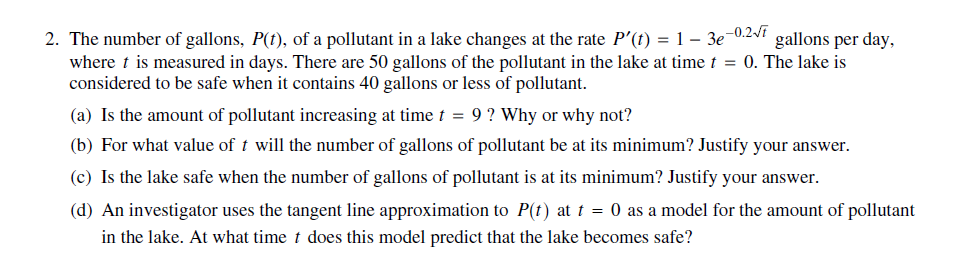 2. The number of gallons, P(t), of a pollutant in a lake changes at the rate P′(t) = 1 − 3e^(−0.2√t) gallons per day,
where t is measured in days. There are 50 gallons of the pollutant in the lake at time t = 0. The lake is
considered to be safe when it contains 40 gallons or less of pollutant.
(a) Is the amount of pollutant increasing at time t = 9 ? Why or why not?
(b) For what value of t will the number of gallons of pollutant be at its minimum? Justify your answer.
(c) Is the lake safe when the number of gallons of pollutant is at its minimum? Justify your answer.
(d) An investigator uses the tangent line approximation to P(t) at t = 0 as a model for the amount of pollutant
in the lake. At what time t does this model predict that the lake becomes safe?